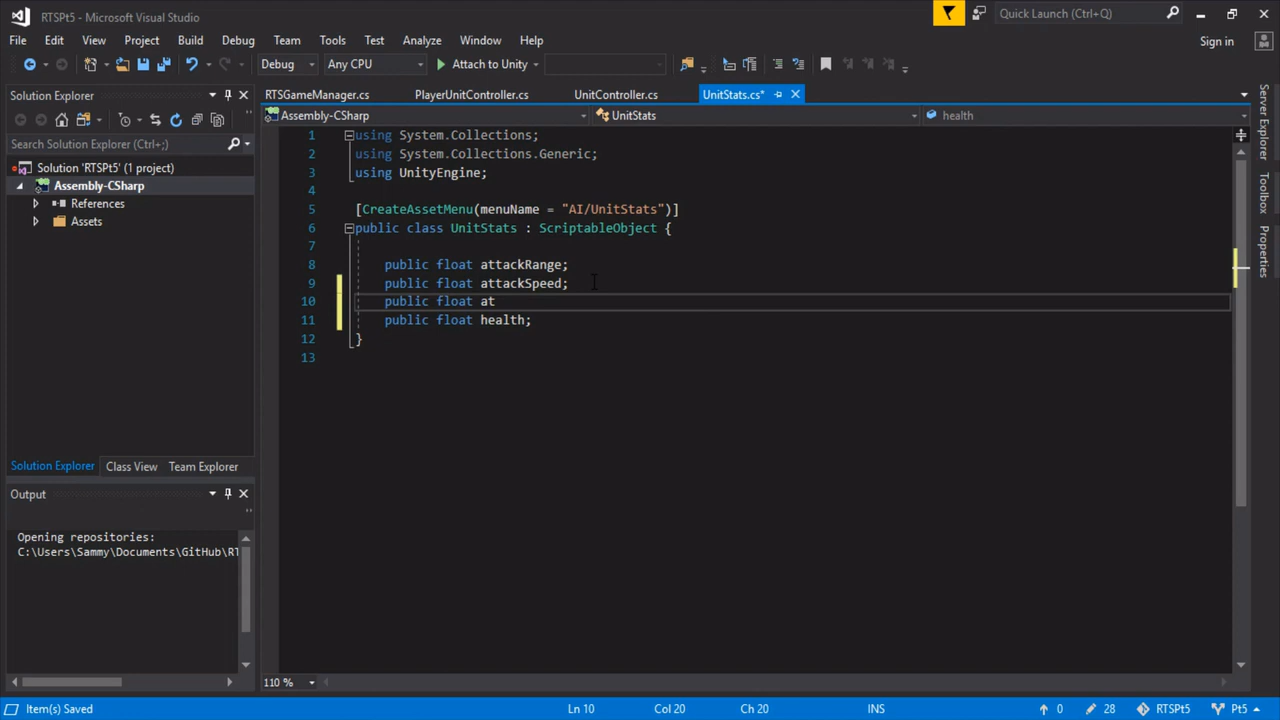 RTSPt5 - Microsoft Visual Studio
Quick Launch (Ctrl+Q)
File Edit View Project Build Debug Team Tools Test Analyze Window Help
Sign in
Debug Any CPU Attach to Unity
Solution Explorer
RTSGameManager.cs PlayerUnitController.cs UnitController.cs UnitStats.cs*
Assembly-CSharp UnitStats health
Search Solution Explorer (Ctrl+;)
Solution 'RTSPt5' (1 project)
Assembly-CSharp
References
Assets
1 using System.Collections;
2 using System.Collections.Generic;
3 using UnityEngine;
4
5 [CreateAssetMenu(menuName = "AI/UnitStats")]
6 public class UnitStats : ScriptableObject {
7
8 public float attackRange;
9 public float attackSpeed;
10 public float at
11 public float health;
12 }
13
Solution Explorer Class View Team Explorer
Output
Opening repositories:
C:\Users\Sammy\Documents\GitHub\RT
Server Explorer
Toolbox
Properties
110 %
Item(s) Saved Ln 10 Col 20 Ch 20 INS 0 28 RTSPt5 Pt5